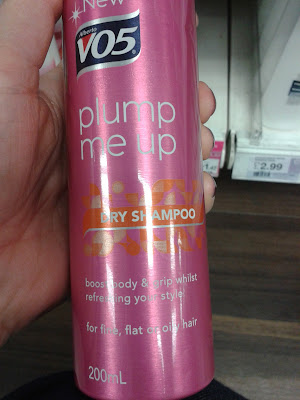 New
Alberto
VO5
plump
me up
DRY SHAMPOO
boost body & grip whilst
refreshing your style
for fine, flat or oily hair
200mL
2.99